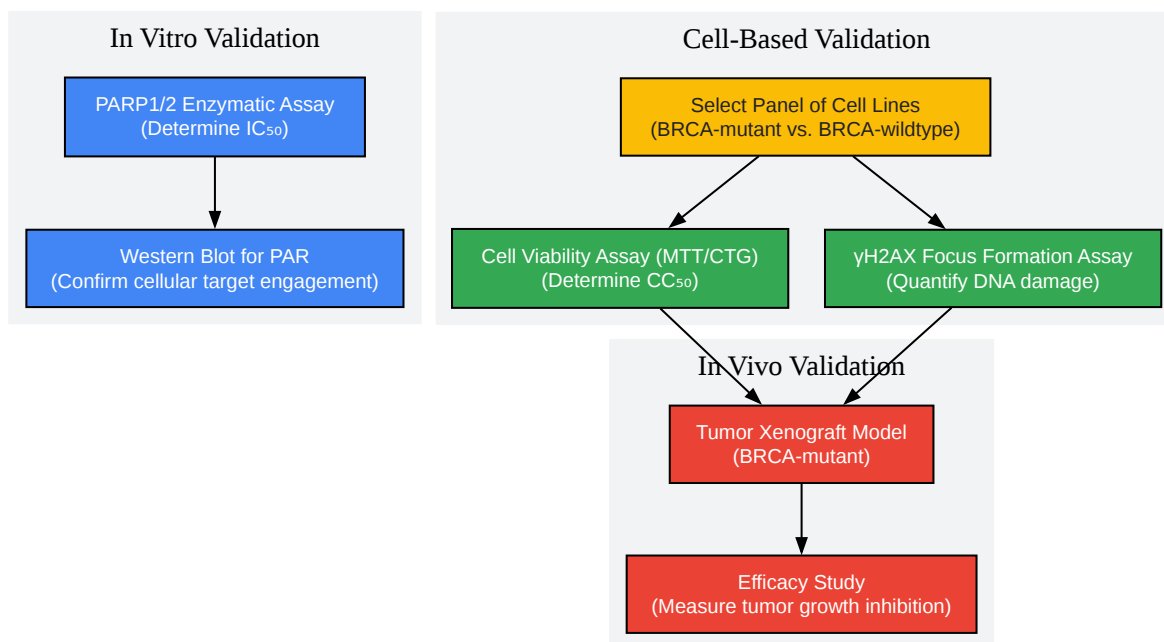 In Vitro Validation
PARP1/2 Enzymatic Assay
(Determine IC₅₀)
Western Blot for PAR
(Confirm cellular target engagement)
Cell-Based Validation
Select Panel of Cell Lines
(BRCA-mutant vs. BRCA-wildtype)
Cell Viability Assay (MTT/CTG)
(Determine CC₅₀)
γH2AX Focus Formation Assay
(Quantify DNA damage)
In Vivo Validation
Tumor Xenograft Model
(BRCA-mutant)
Efficacy Study
(Measure tumor growth inhibition)